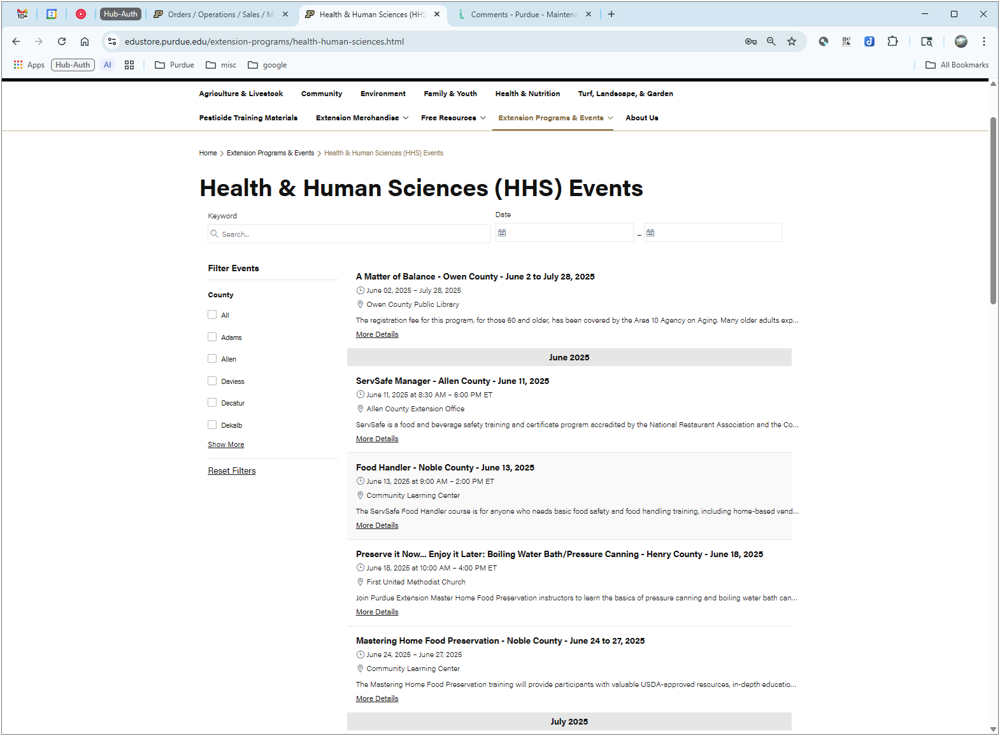 100+
2
Hub-Auth
Orders / Operations / Sales / M
Health & Human Sciences (HHS
Comments - Purdue - Maintena
edustore.purdue.edu/extension-programs/health-human-sciences.html
Apps
Hub-Auth
AI
Purdue
misc
google
All Bookmarks
Agriculture & Livestock
Community
Environment
Family & Youth
Health & Nutrition
Turf, Landscape, & Garden
Pesticide Training Materials
Extension Merchandise
Free Resources
Extension Programs & Events
About Us
Home > Extension Programs & Events > Health & Human Sciences (HHS) Events
Health & Human Sciences (HHS) Events
Keyword
Date
Search...
–
Filter Events
County
All
Adams
Allen
Daviess
Decatur
Dekalb
Show More
Reset Filters
A Matter of Balance - Owen County - June 2 to July 28, 2025
June 02, 2025 – July 28, 2025
Owen County Public Library
The registration fee for this program, for those 60 and older, has been covered by the Area 10 Agency on Aging. Many older adults exp...
More Details
June 2025
ServSafe Manager - Allen County - June 11, 2025
June 11, 2025 at 8:30 AM – 6:00 PM ET
Allen County Extension Office
ServSafe is a food and beverage safety training and certificate program accredited by the National Restaurant Association and the Co...
More Details
Food Handler - Noble County - June 13, 2025
June 13, 2025 at 9:00 AM – 2:00 PM ET
Community Learning Center
The ServSafe Food Handler course is for anyone who needs basic food safety and food handling training, including home-based vend...
More Details
Preserve it Now... Enjoy it Later: Boiling Water Bath/Pressure Canning - Henry County - June 18, 2025
June 18, 2025 at 10:00 AM – 4:00 PM ET
First United Methodist Church
Join Purdue Extension Master Home Food Preservation instructors to learn the basics of pressure canning and boiling water bath can...
More Details
Mastering Home Food Preservation - Noble County - June 24 to 27, 2025
June 24, 2025 – June 27, 2025
Community Learning Center
The Mastering Home Food Preservation training will provide participants with valuable USDA-approved resources, in-depth educatio...
More Details
July 2025